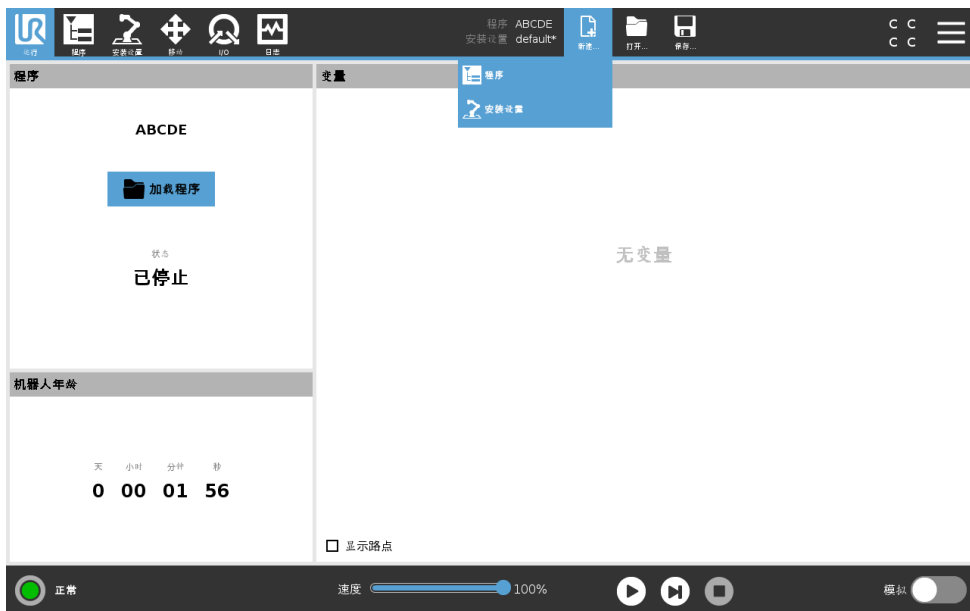 程序 ABCDE
安装设置 default*
C C
C C
运行
程序
安装设置
移动
I/O
日志
新建...
打开...
保存...
程序
安装设置
程序
ABCDE
加载程序
状态
已停止
变量
无变量
机器人年龄
天 小时 分钟 秒
0 00 01 56
显示路点
正常
速度 100%
模拟